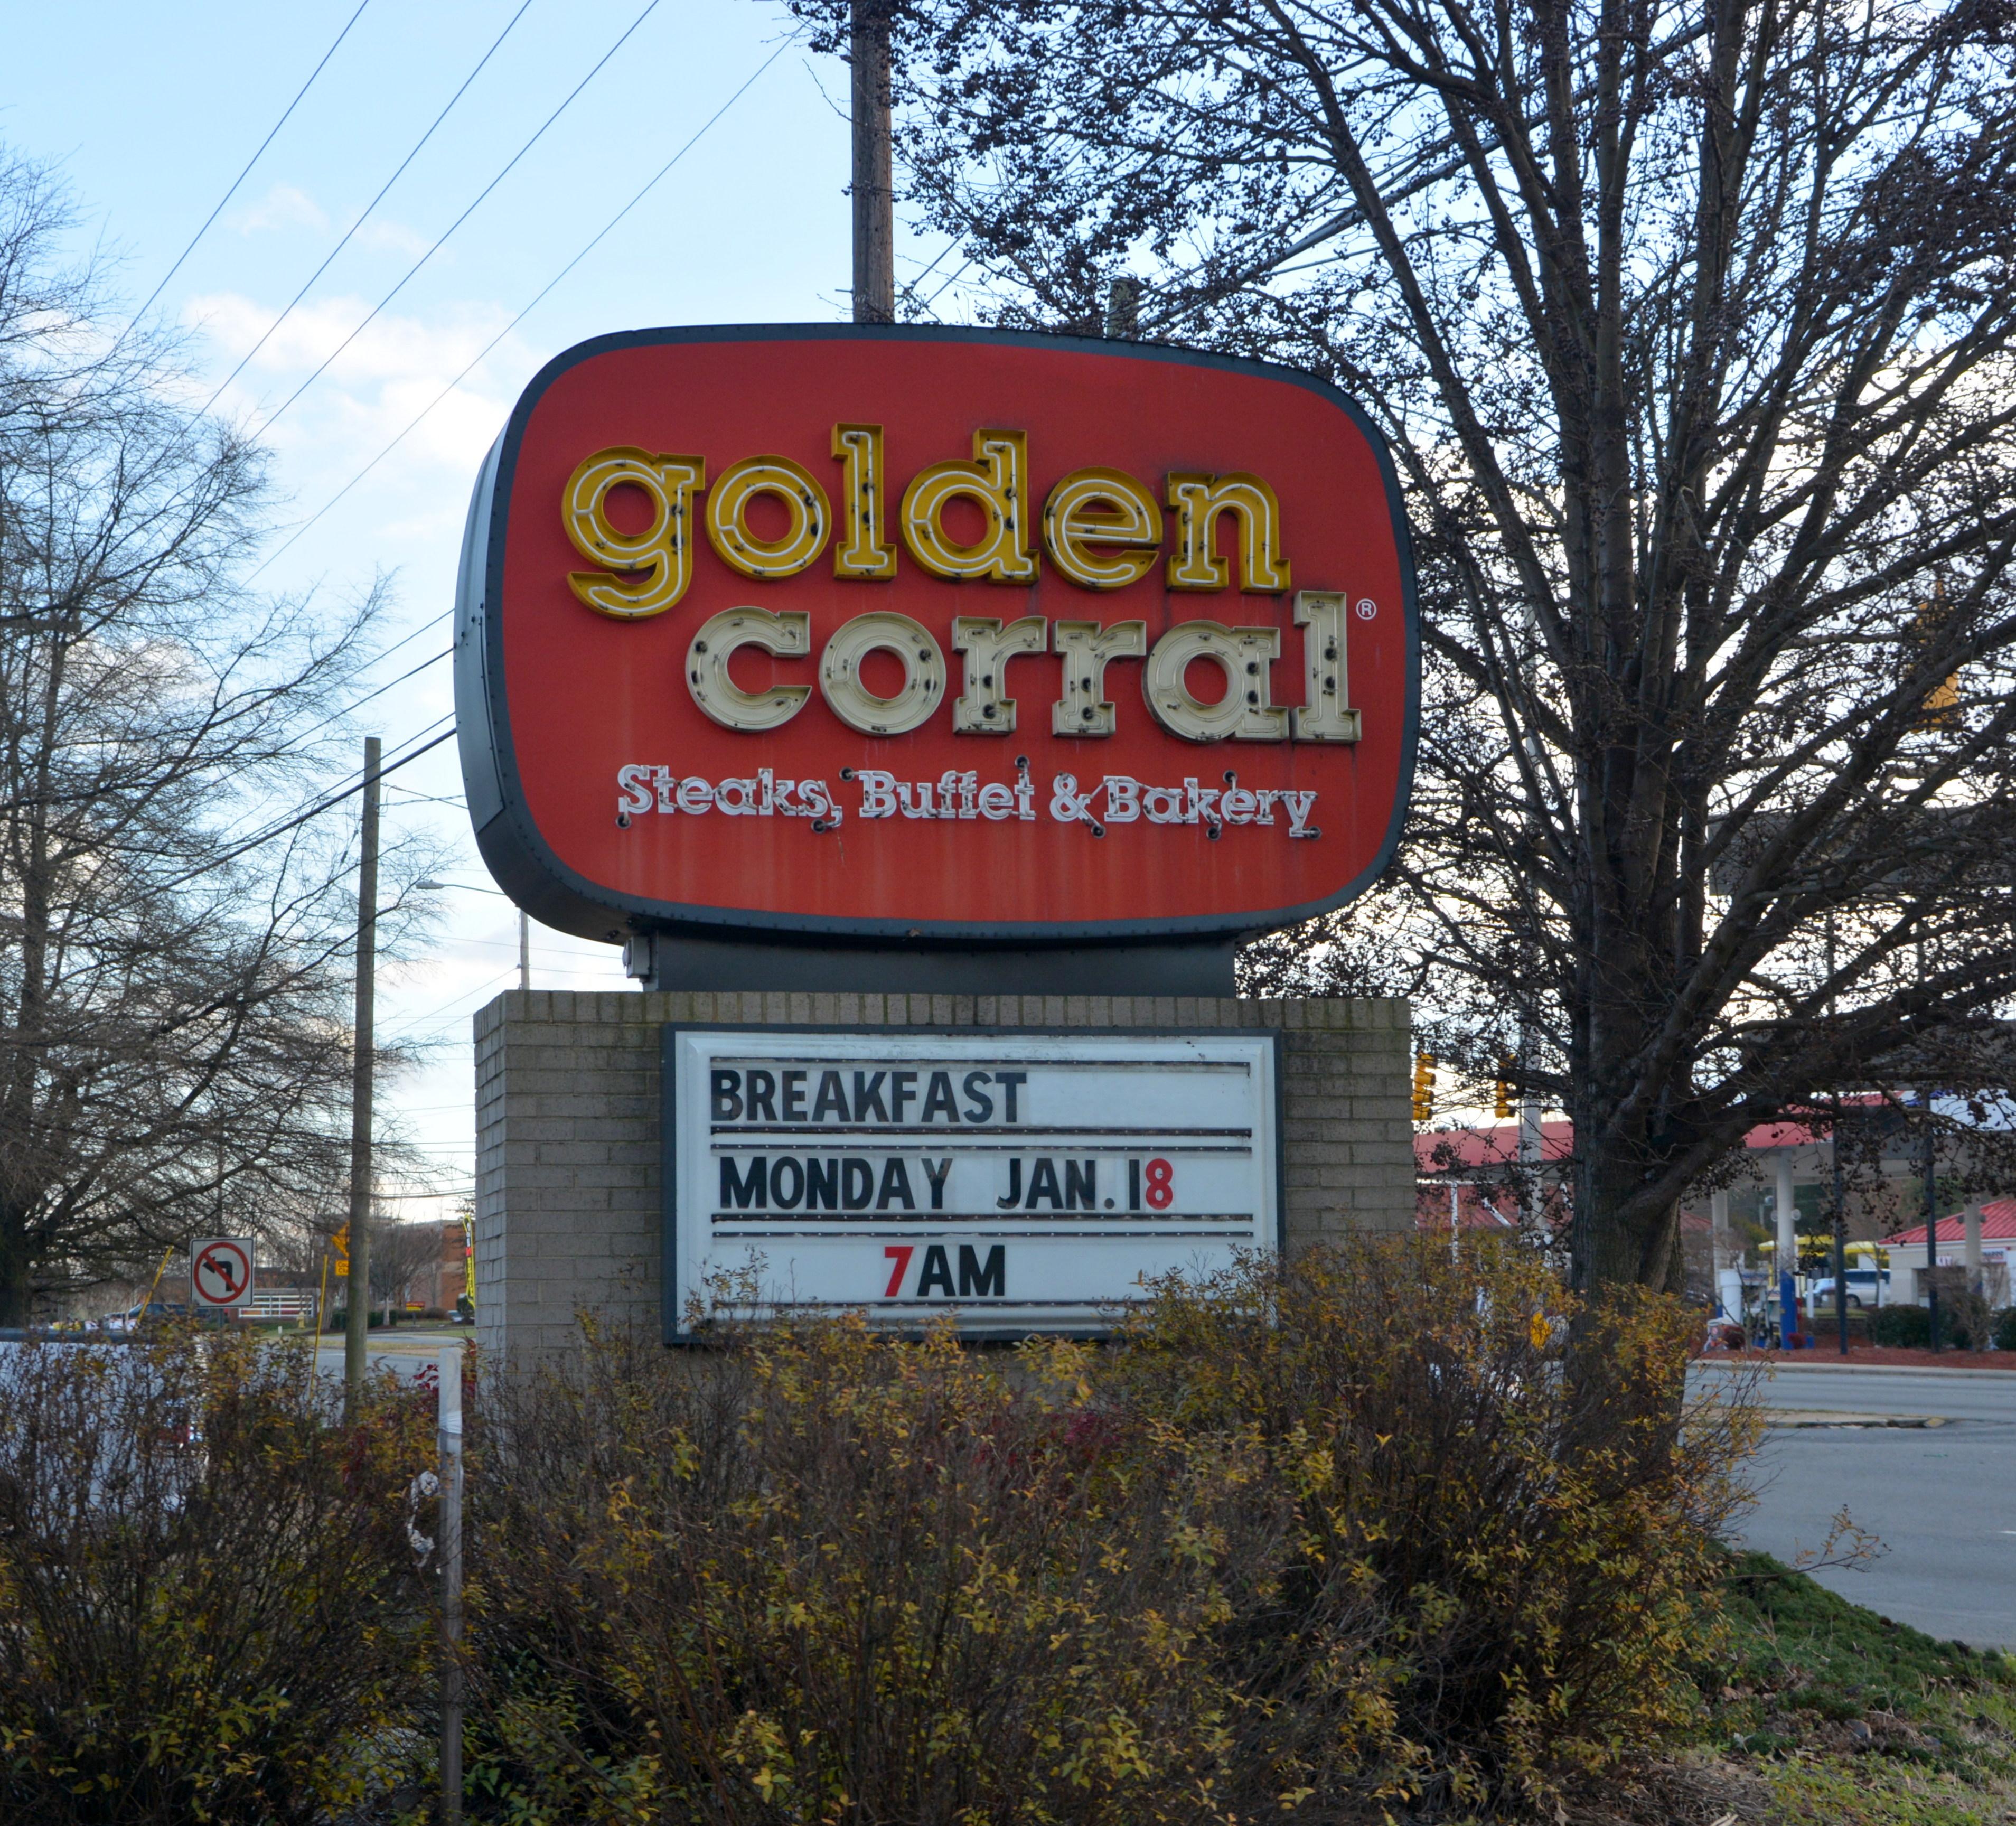 golden
corral®
Steaks, Buffet & Bakery
BREAKFAST
MONDAY JAN. 18
7AM